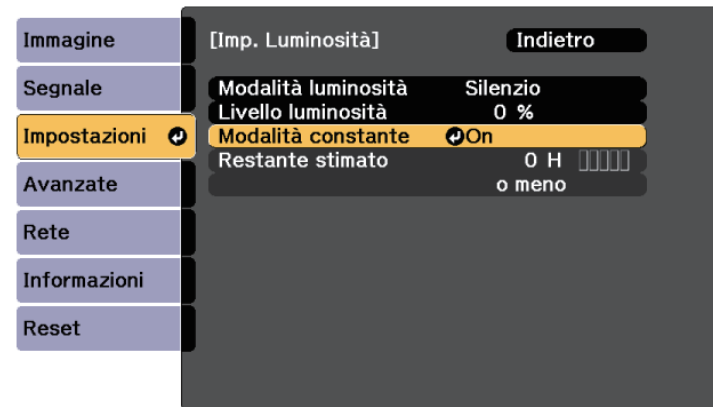 Immagine
Segnale
Impostazioni
Avanzate
Rete
Informazioni
Reset
[Imp. Luminosità] Indietro
Modalità luminosità Silenzio
Livello luminosità 0 %
Modalità constante On
Restante stimato 0 H
o meno